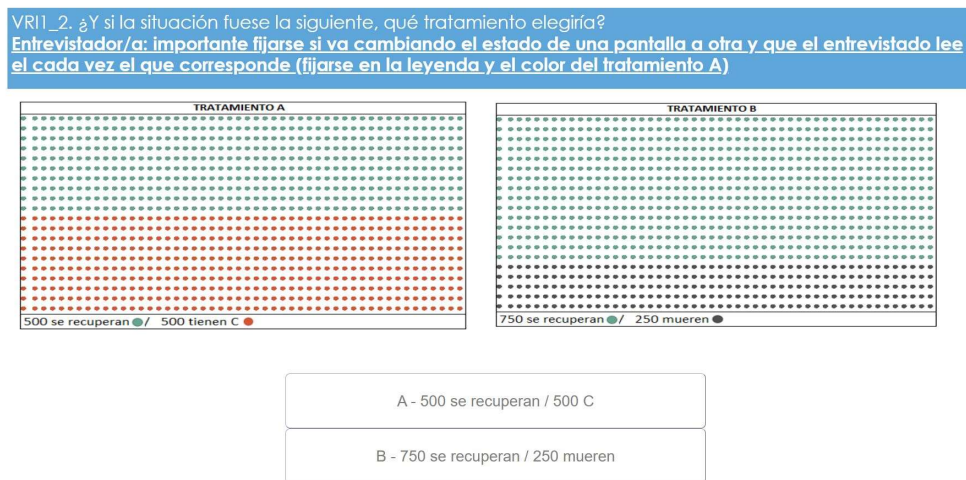 VRI1_2. ¿Y si la situación fuese la siguiente, qué tratamiento elegiría?
Entrevistador/a: importante fijarse si va cambiando el estado de una pantalla a otra y que el entrevistado lee
el cada vez el que corresponde (fijarse en la leyenda y el color del tratamiento A)
TRATAMIENTO A
500 se recuperan / 500 tienen C
TRATAMIENTO B
750 se recuperan / 250 mueren
A - 500 se recuperan / 500 C
B - 750 se recuperan / 250 mueren